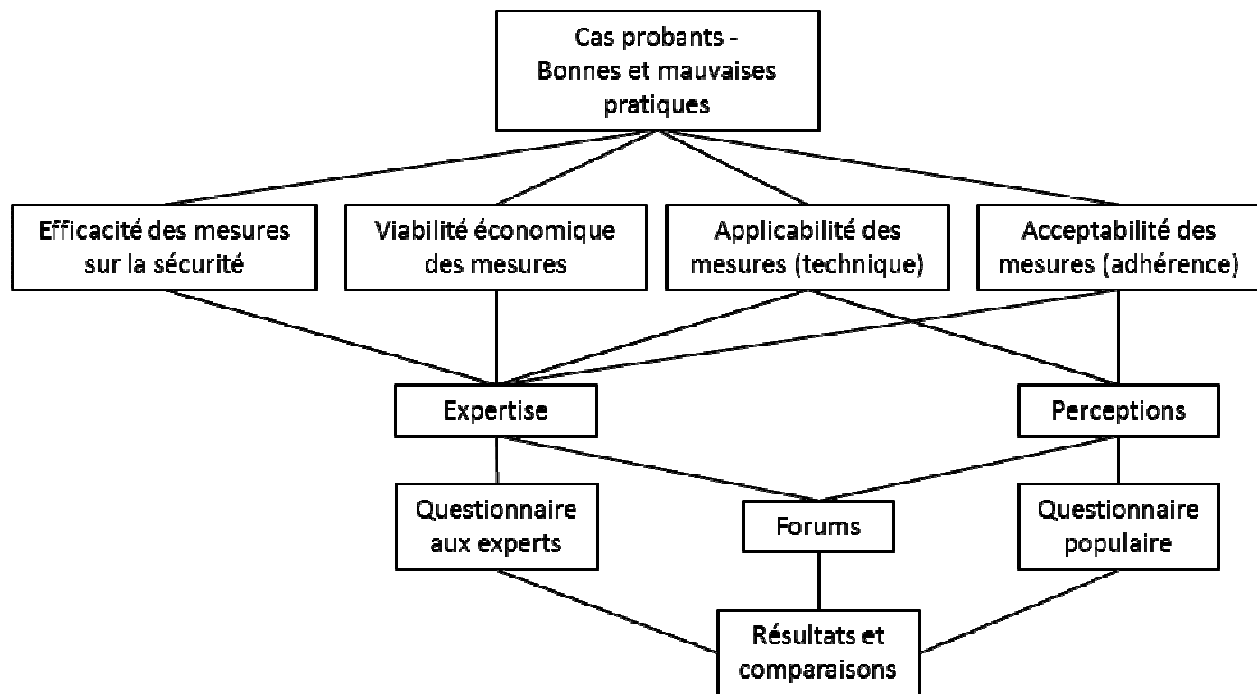 Cas probants -
Bonnes et mauvaises
pratiques
Efficacité des mesures
sur la sécurité
Viabilité économique
des mesures
Applicabilité des
mesures (technique)
Acceptabilité des
mesures (adhérence)
Expertise
Perceptions
Questionnaire
aux experts
Forums
Questionnaire
populaire
Résultats et
comparaisons